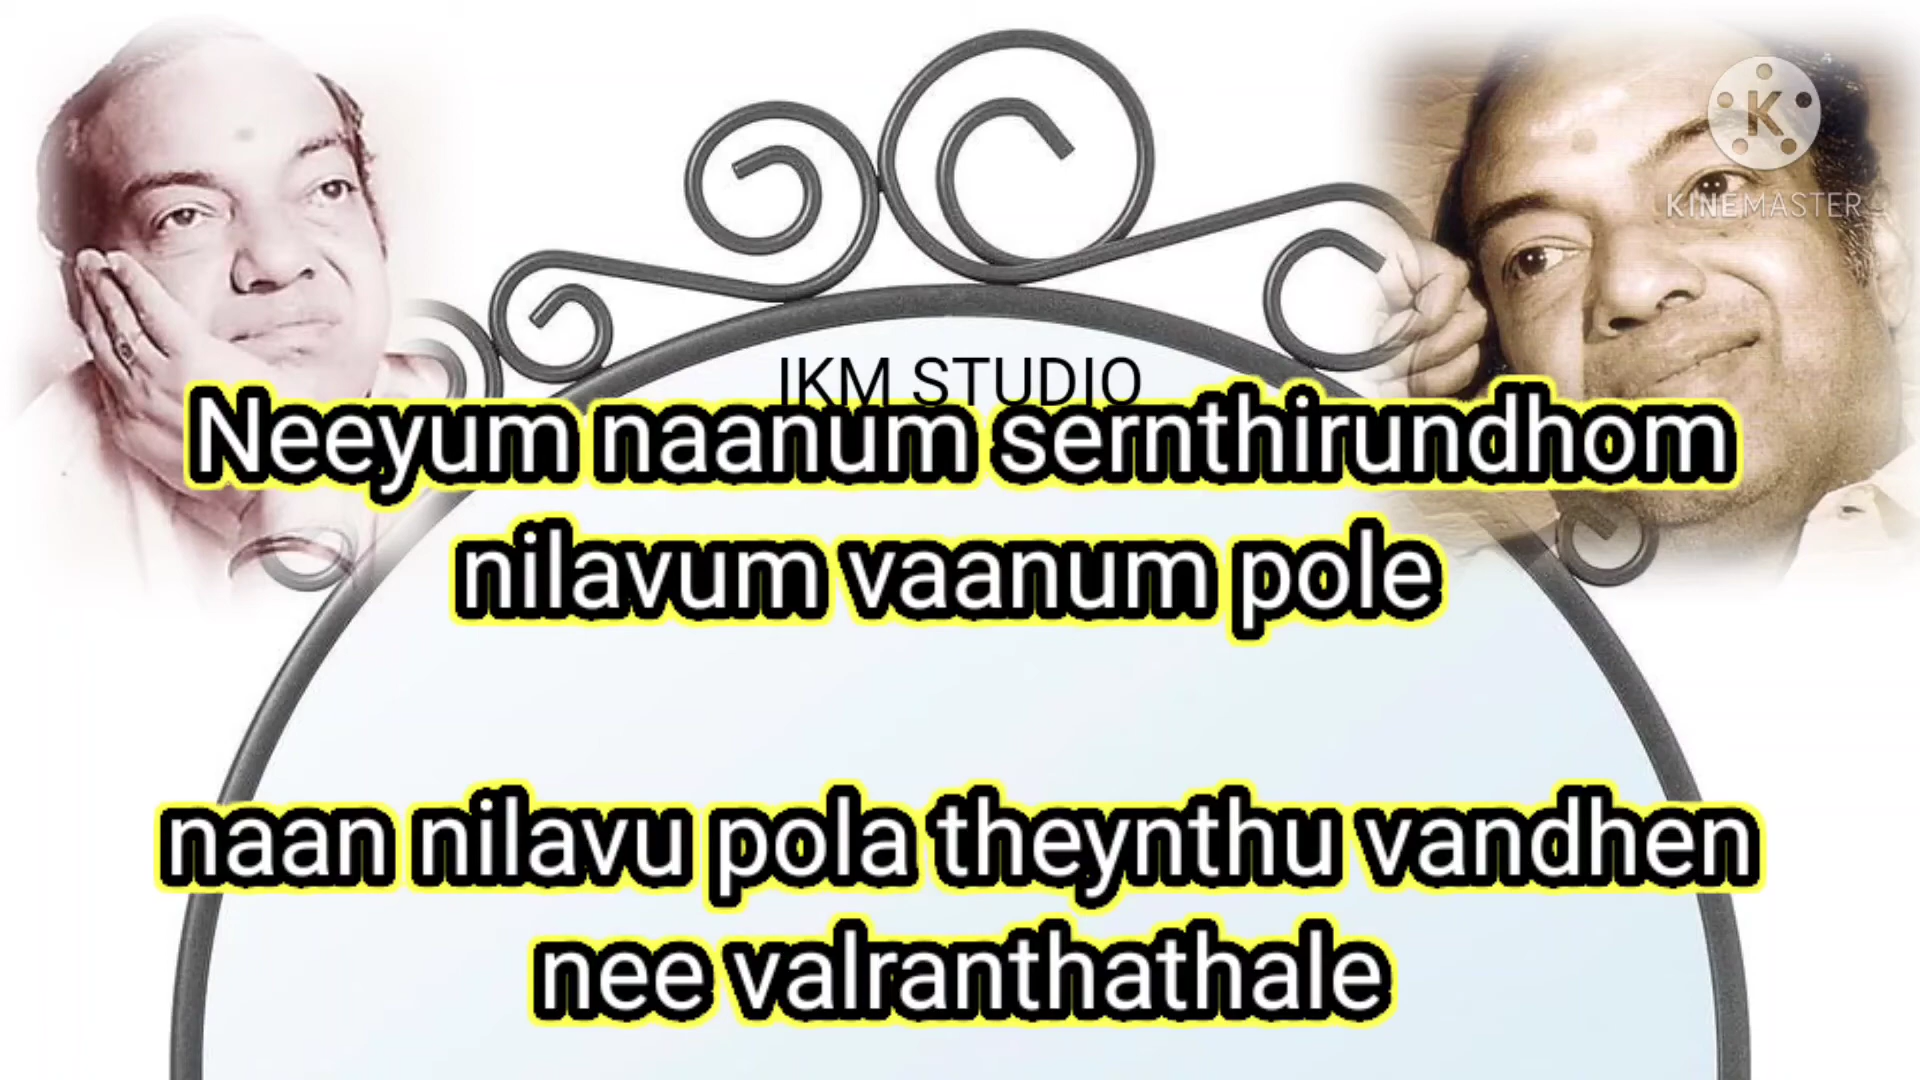 KINEMASTER
IKM STUDIO
Neeyum naanum sernthirundhom
nilavum vaanum pole
naan nilavu pola theynthu vandhen
nee valranthathale